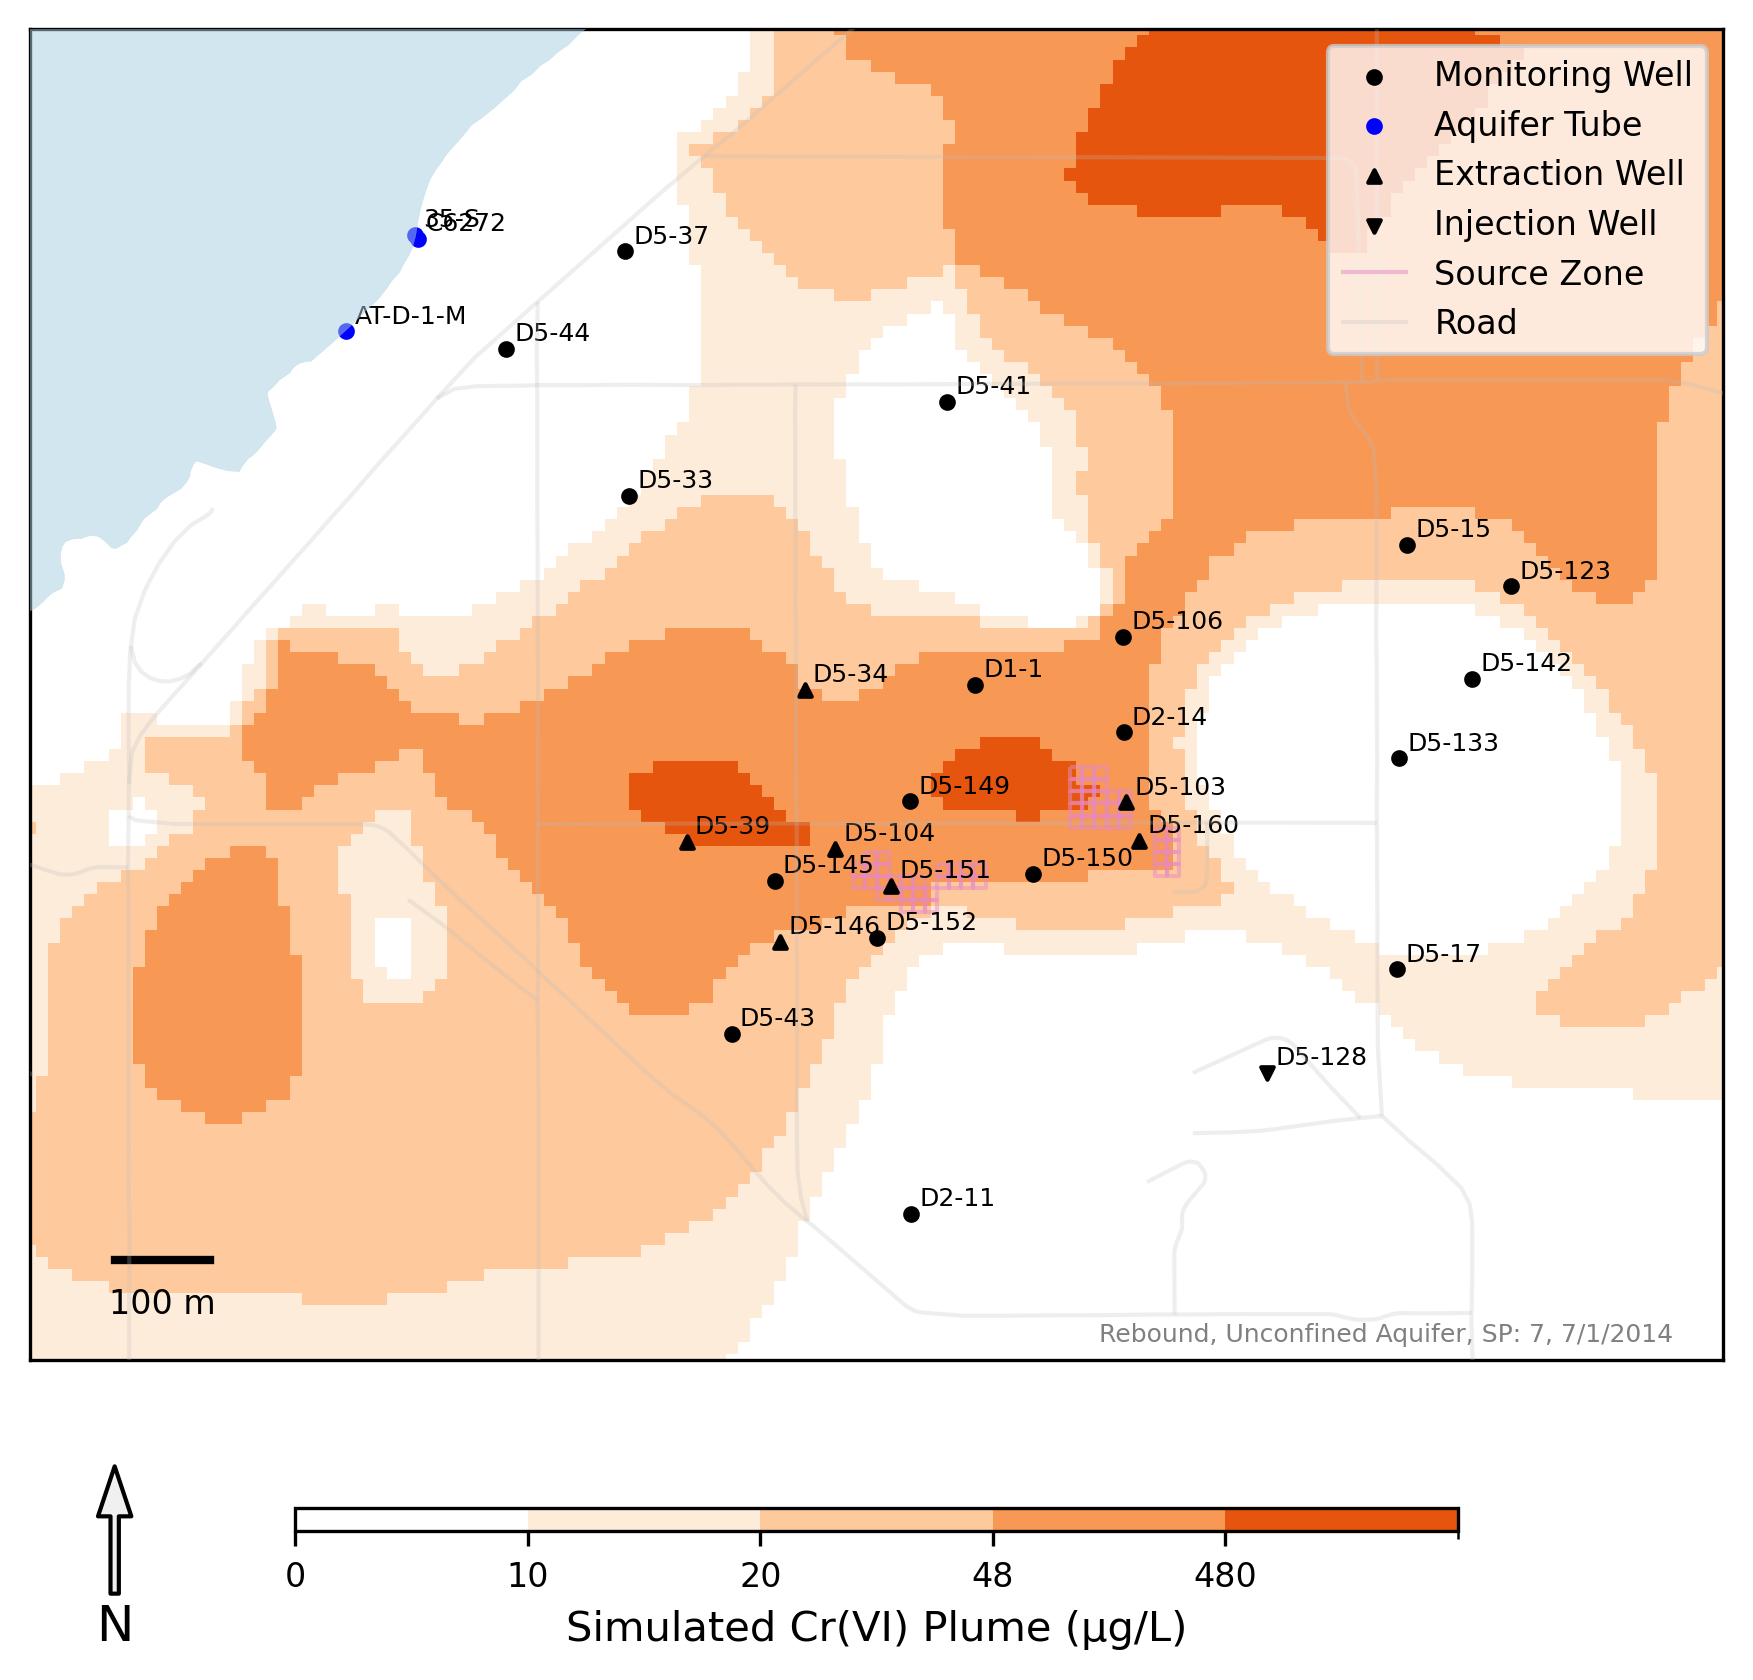 Monitoring Well
Aquifer Tube
Extraction Well
Injection Well
Source Zone
Road
35-S
C6272
D5-37
AT-D-1-M
D5-44
D5-41
D5-33
D5-15
D5-123
D5-106
D5-142
D5-34
D1-1
D2-14
D5-133
D5-149
D5-103
D5-39
D5-104
D5-160
D5-145
D5-151
D5-150
D5-146
D5-152
D5-17
D5-43
D5-128
D2-11
100 m
Rebound, Unconfined Aquifer, SP: 7, 7/1/2014
N
0 10 20 48 480
Simulated Cr(VI) Plume (µg/L)